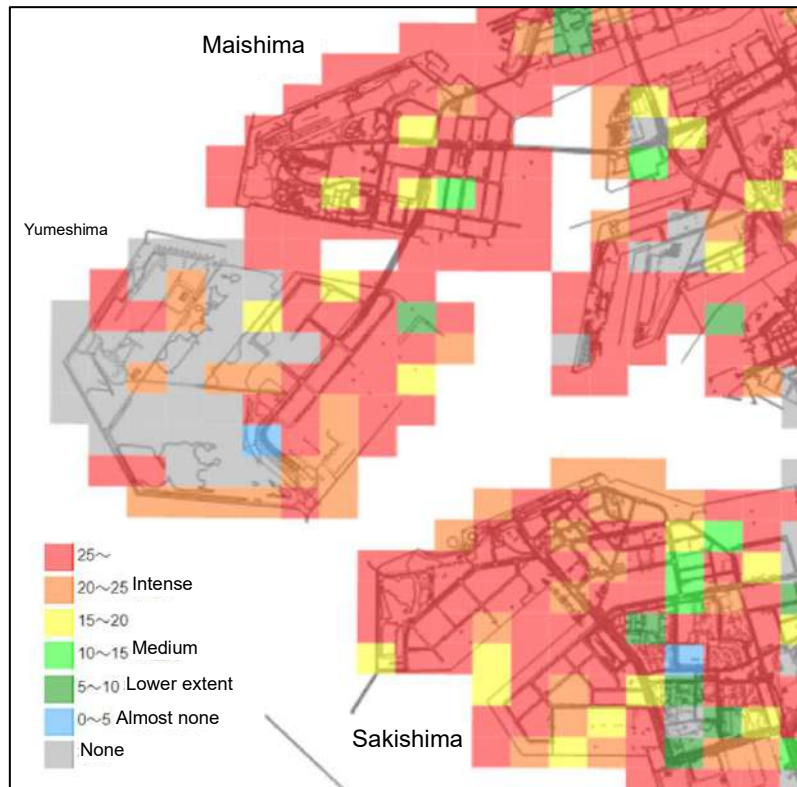 Maishima
Yumeshima
25～
20～25 Intense
15～20
10～15 Medium
5～10 Lower extent
0～5 Almost none
None
Sakishima